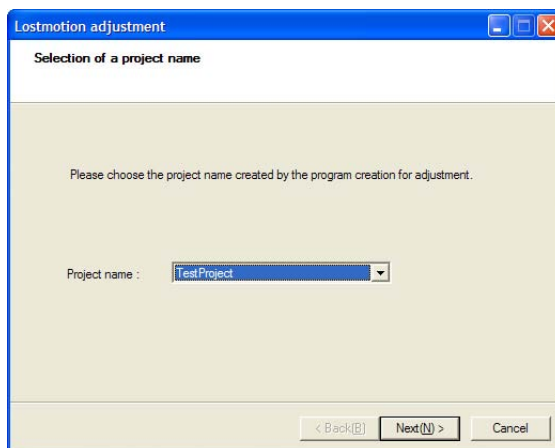 Lostmotion adjustment
Selection of a project name
Please choose the project name created by the program creation for adjustment.
Project name : TestProject
< Back(B) Next(N) > Cancel